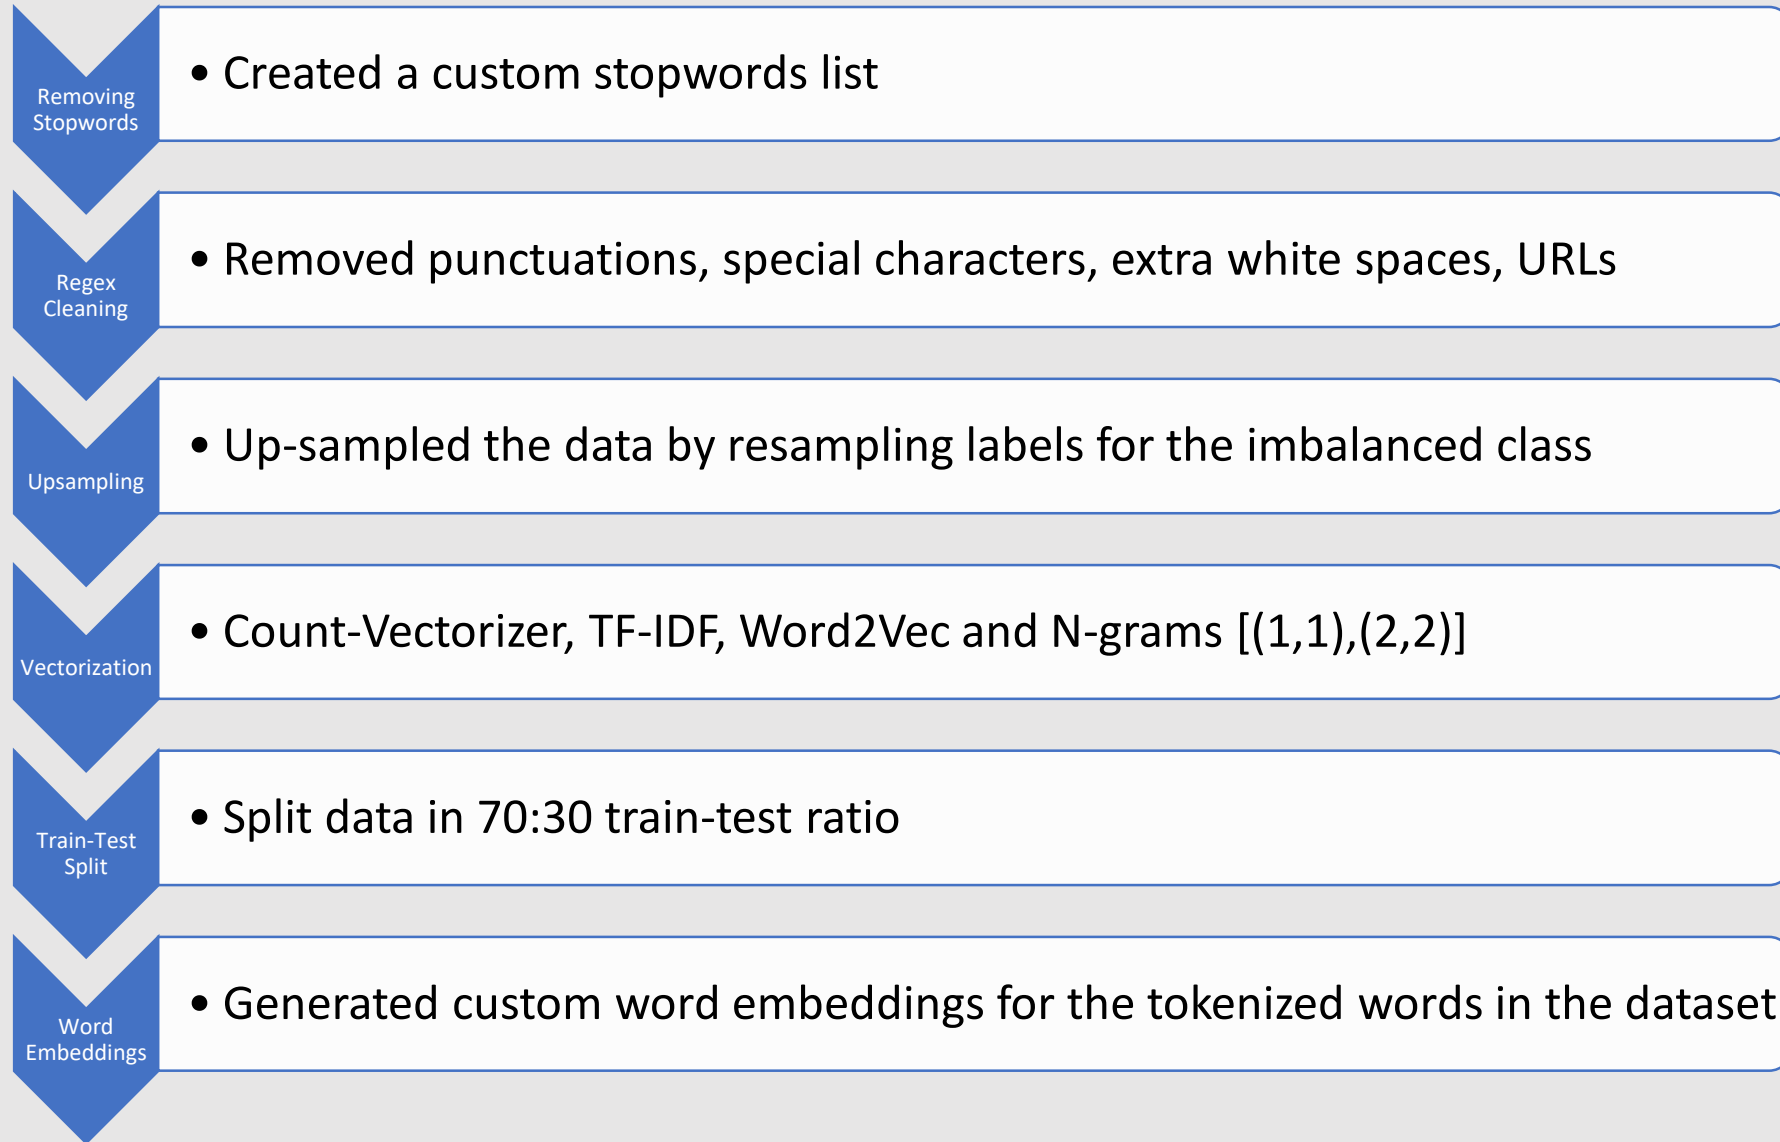 Removing
Stopwords
• Created a custom stopwords list
Regex
Cleaning
• Removed punctuations, special characters, extra white spaces, URLs
Upsampling
• Up-sampled the data by resampling labels for the imbalanced class
Vectorization
• Count-Vectorizer, TF-IDF, Word2Vec and N-grams [(1,1),(2,2)]
Train-Test
Split
• Split data in 70:30 train-test ratio
Word
Embeddings
• Generated custom word embeddings for the tokenized words in the dataset